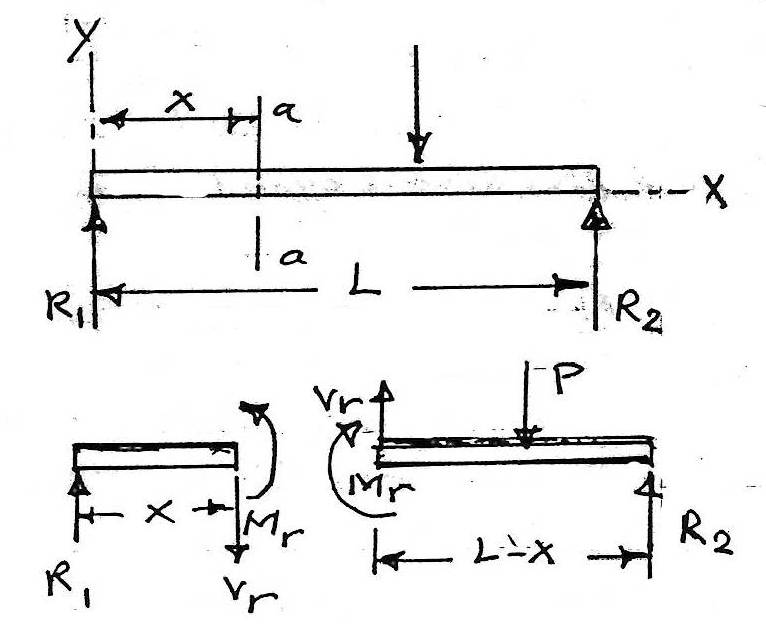 Y
x a
X
a
R1 L R2
Vr P
x Mr Mr
R1 Vr L-x R2